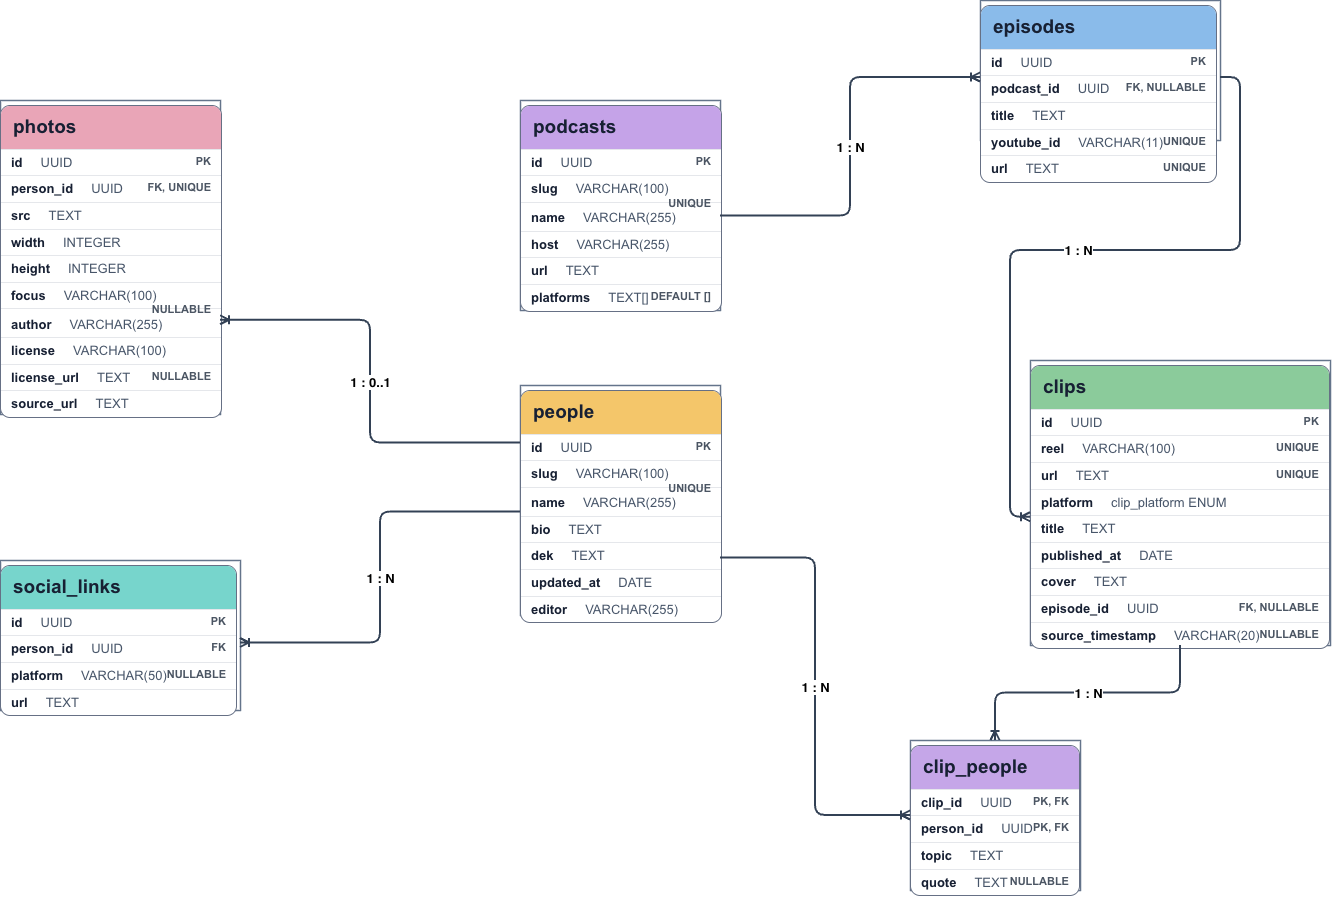 episodes
id UUID PK
podcast_id UUID FK, NULLABLE
title TEXT
youtube_id VARCHAR(11) UNIQUE
url TEXT UNIQUE
photos
id UUID PK
person_id UUID FK, UNIQUE
src TEXT
width INTEGER
height INTEGER
focus VARCHAR(100)
NULLABLE
author VARCHAR(255)
license VARCHAR(100)
license_url TEXT NULLABLE
source_url TEXT
podcasts
id UUID PK
slug VARCHAR(100)
UNIQUE
name VARCHAR(255)
host VARCHAR(255)
url TEXT
platforms TEXT[] DEFAULT []
1 : N
1 : N
1 : 0..1
people
id UUID PK
slug VARCHAR(100)
UNIQUE
name VARCHAR(255)
bio TEXT
dek TEXT
updated_at DATE
editor VARCHAR(255)
clips
id UUID PK
reel VARCHAR(100) UNIQUE
url TEXT UNIQUE
platform clip_platform ENUM
title TEXT
published_at DATE
cover TEXT
episode_id UUID FK, NULLABLE
source_timestamp VARCHAR(20) NULLABLE
1 : N
social_links
id UUID PK
person_id UUID FK
platform VARCHAR(50) NULLABLE
url TEXT
1 : N
1 : N
clip_people
clip_id UUID PK, FK
person_id UUID PK, FK
topic TEXT
quote TEXT NULLABLE